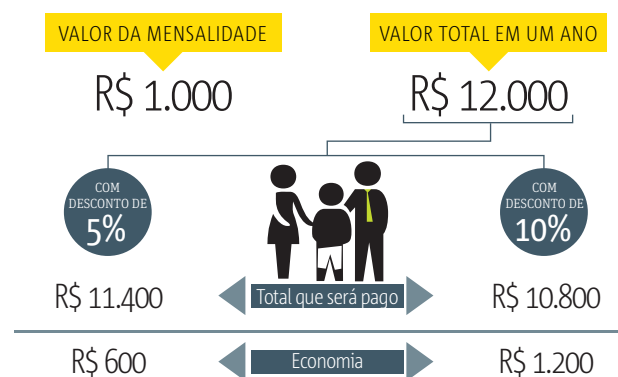 VALOR DA MENSALIDADE
R$ 1.000
VALOR TOTAL EM UM ANO
R$ 12.000
COM
DESCONTO DE
5%
COM
DESCONTO DE
10%
R$ 11.400
Total que será pago
R$ 10.800
R$ 600
Economia
R$ 1.200